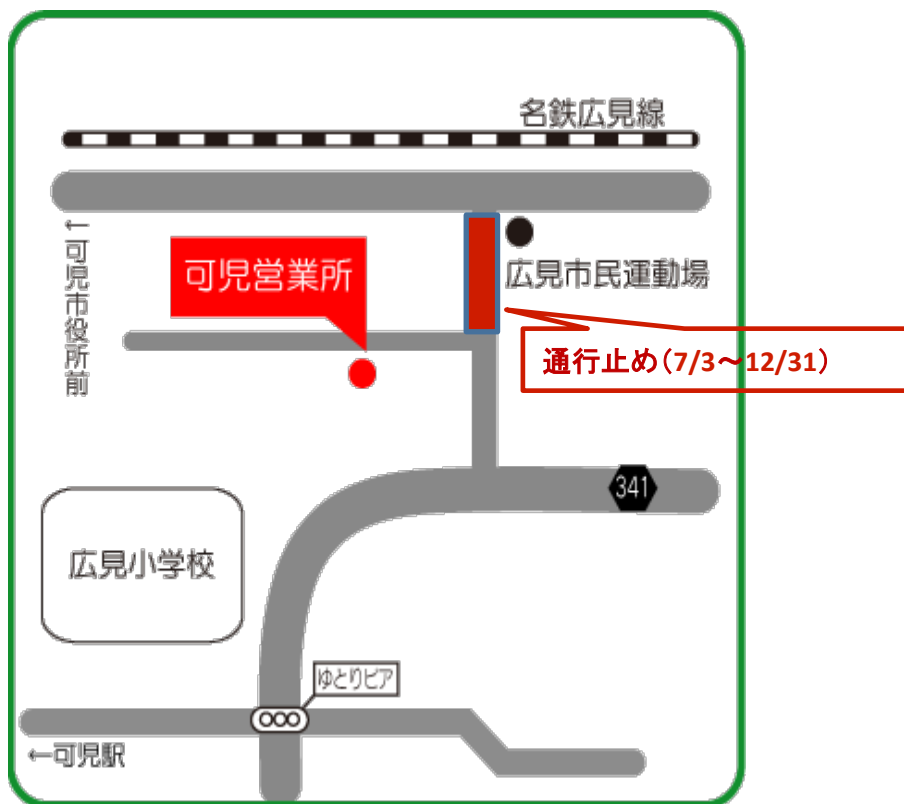 名鉄広見線
←可児市役所前
可児営業所
広見市民運動場
通行止め(7/3～12/31)
341
広見小学校
ゆとりピア
←可児駅